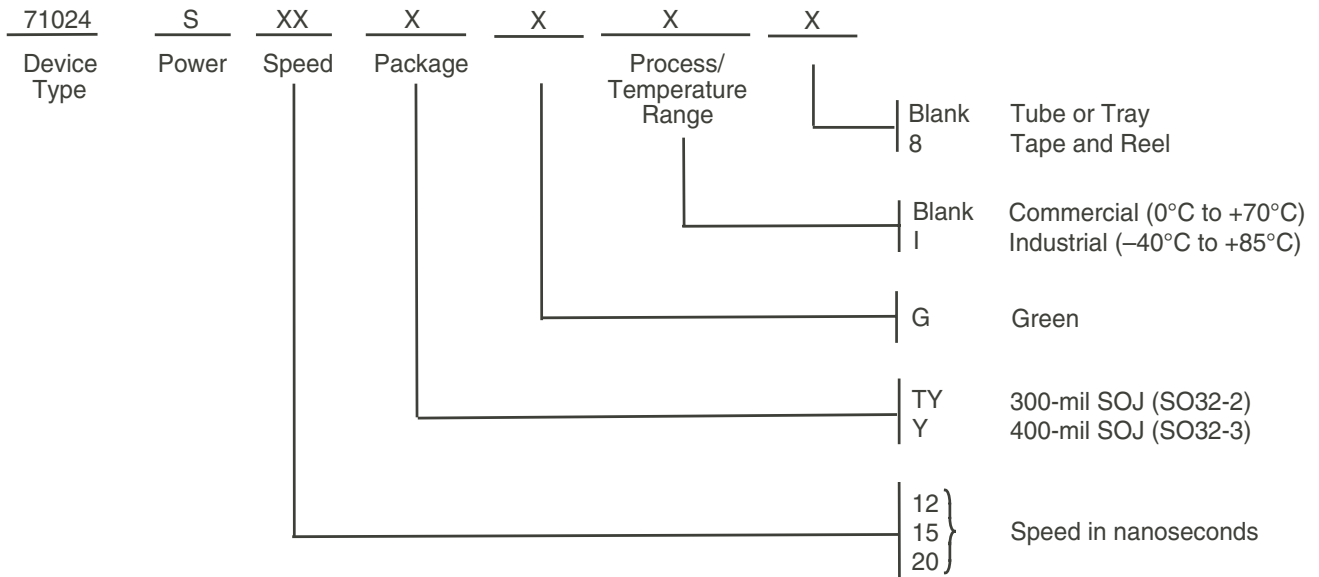 71024 S XX X X X X
Device Type
Power
Speed
Package
Process/
Temperature
Range
Blank Tube or Tray
8 Tape and Reel
Blank Commercial (0°C to +70°C)
I Industrial (–40°C to +85°C)
G Green
TY 300-mil SOJ (SO32-2)
Y 400-mil SOJ (SO32-3)
12
15 Speed in nanoseconds
20